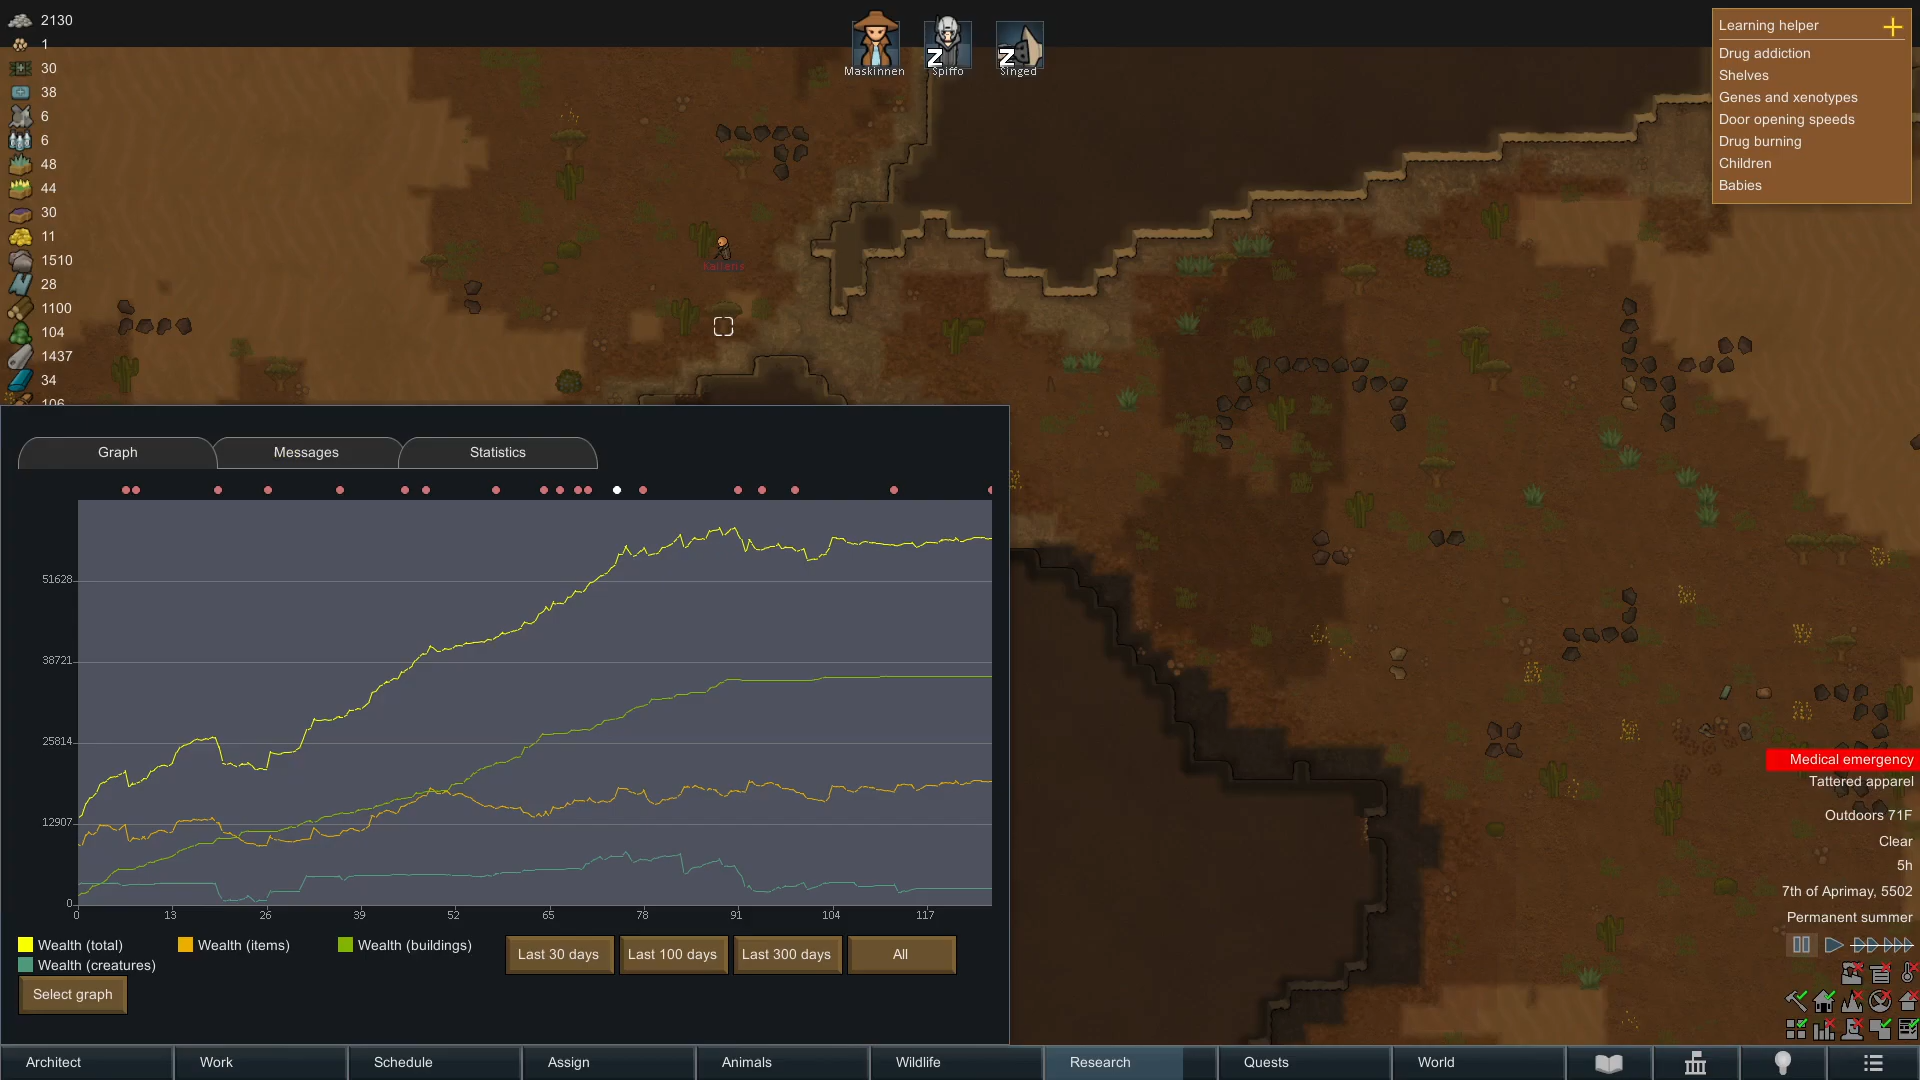 2130
1
30
38
6
6
48
44
30
11
1510
28
1100
104
1437
34
106
Maskinnen
Spiffo
Singed
Learning helper
Drug addiction
Shelves
Genes and xenotypes
Door opening speeds
Drug burning
Children
Babies
Graph
Messages
Statistics
51628
38721
25814
12907
0
0 13 26 39 52 65 78 91 104 117
Wealth (total)
Wealth (items)
Wealth (buildings)
Wealth (creatures)
Last 30 days
Last 100 days
Last 300 days
All
Select graph
Medical emergency
Tattered apparel
Outdoors 71F
Clear
5h
7th of Aprimay, 5502
Permanent summer
Architect
Work
Schedule
Assign
Animals
Wildlife
Research
Quests
World